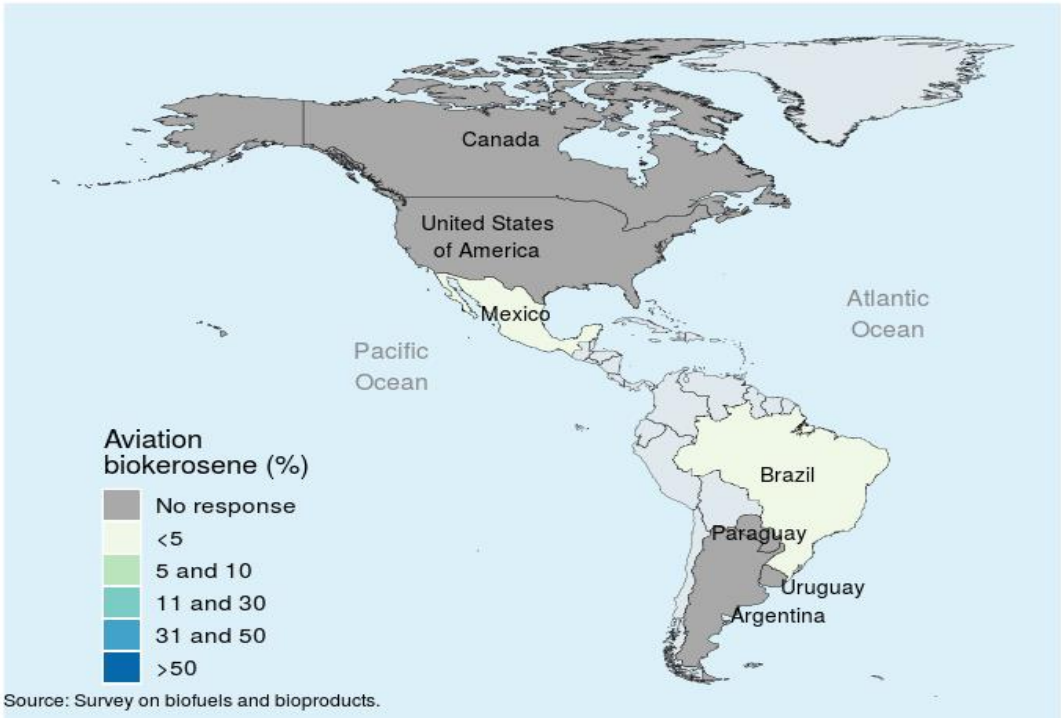 Canada
United States
of America
Mexico
Atlantic
Ocean
Pacific
Ocean
Aviation
biokerosene (%)
No response
<5
5 and 10
11 and 30
31 and 50
>50
Brazil
Paraguay
Uruguay
Argentina
Source: Survey on biofuels and bioproducts.